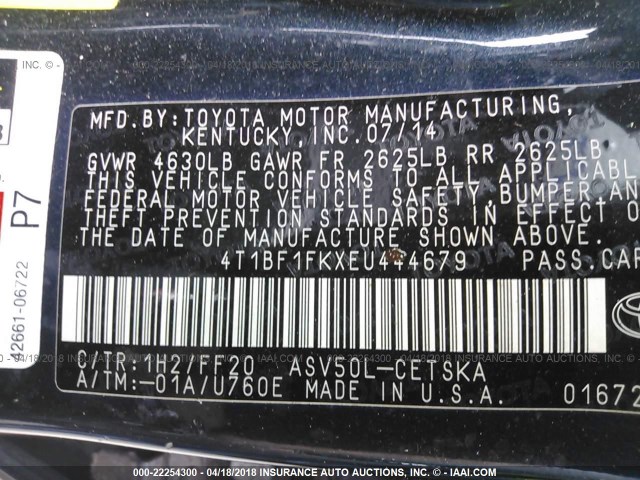 MFD. BY: TOYOTA MOTOR MANUFACTURING,
KENTUCKY, INC. 07/14
GVWR 4630LB GAWR FR 2625LB RR 2625LB
THIS VEHICLE CONFORMS TO ALL APPLICABL
FEDERAL MOTOR VEHICLE SAFETY, BUMPER, AN
THEFT PREVENTION STANDARDS IN EFFECT O
THE DATE OF MANUFACTURE SHOWN ABOVE.
4T1BF1FKXEU444679 PASS. CAR
C/TR: 1H2/FF20 ASV50L-CETSKA
A/TM: -01A/U760E MADE IN U.S.A.
01672
P7
42661-06722
000-22254300 - 04/18/2018 - INSURANCE AUTO AUCTIONS, INC. © - IAAI.COM